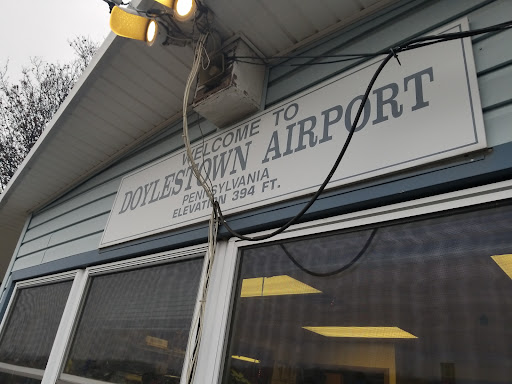 WELCOME TO
DOYLESTOWN AIRPORT
PENNSYLVANIA
ELEVATION 394 FT.